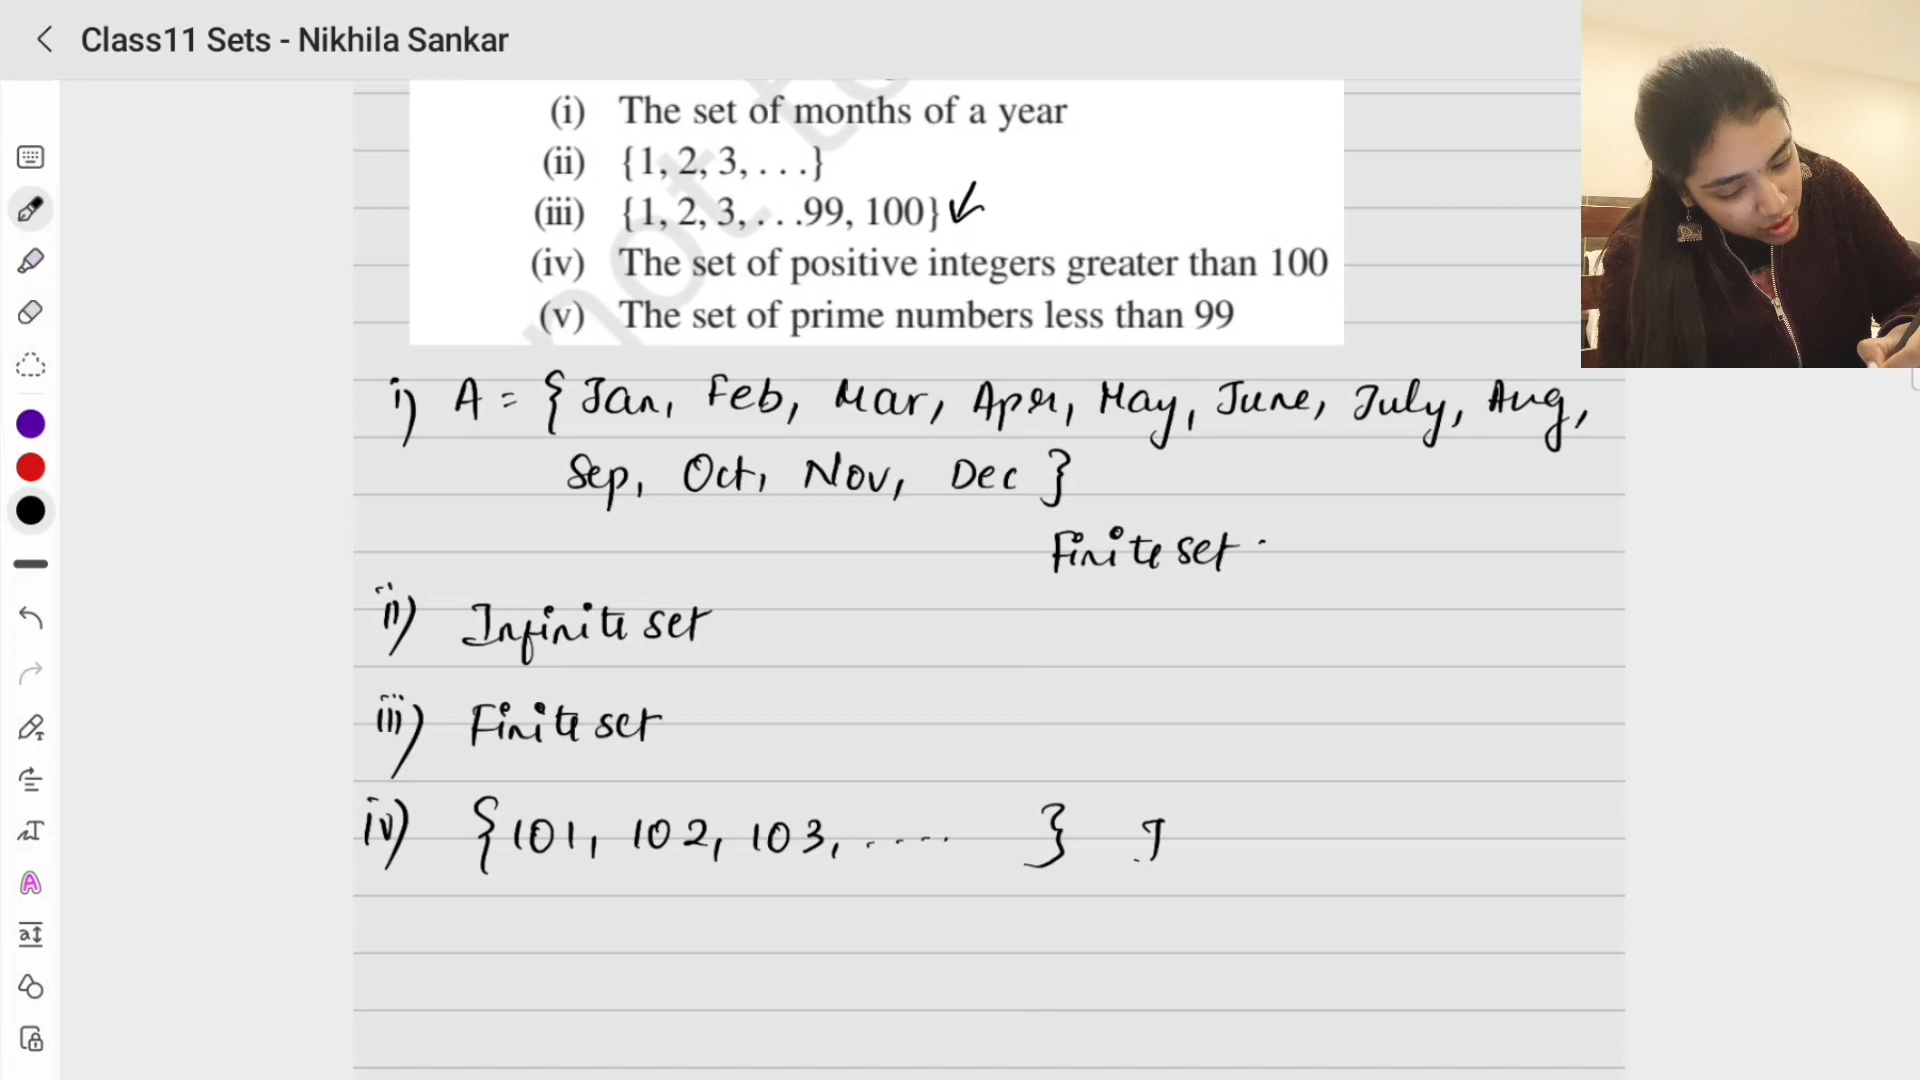 Class11 Sets - Nikhila Sankar
(i) The set of months of a year
(ii) {1, 2, 3, . . .}
(iii) {1, 2, 3, . . .99, 100}
(iv) The set of positive integers greater than 100
(v) The set of prime numbers less than 99
i) A = { Jan, Feb, Mar, Apr, May, June, July, Aug,
Sep, Oct, Nov, Dec }
Finite set .
ii) Infinite set
iii) Finite set
iv) {101, 102, 103, ..... } I